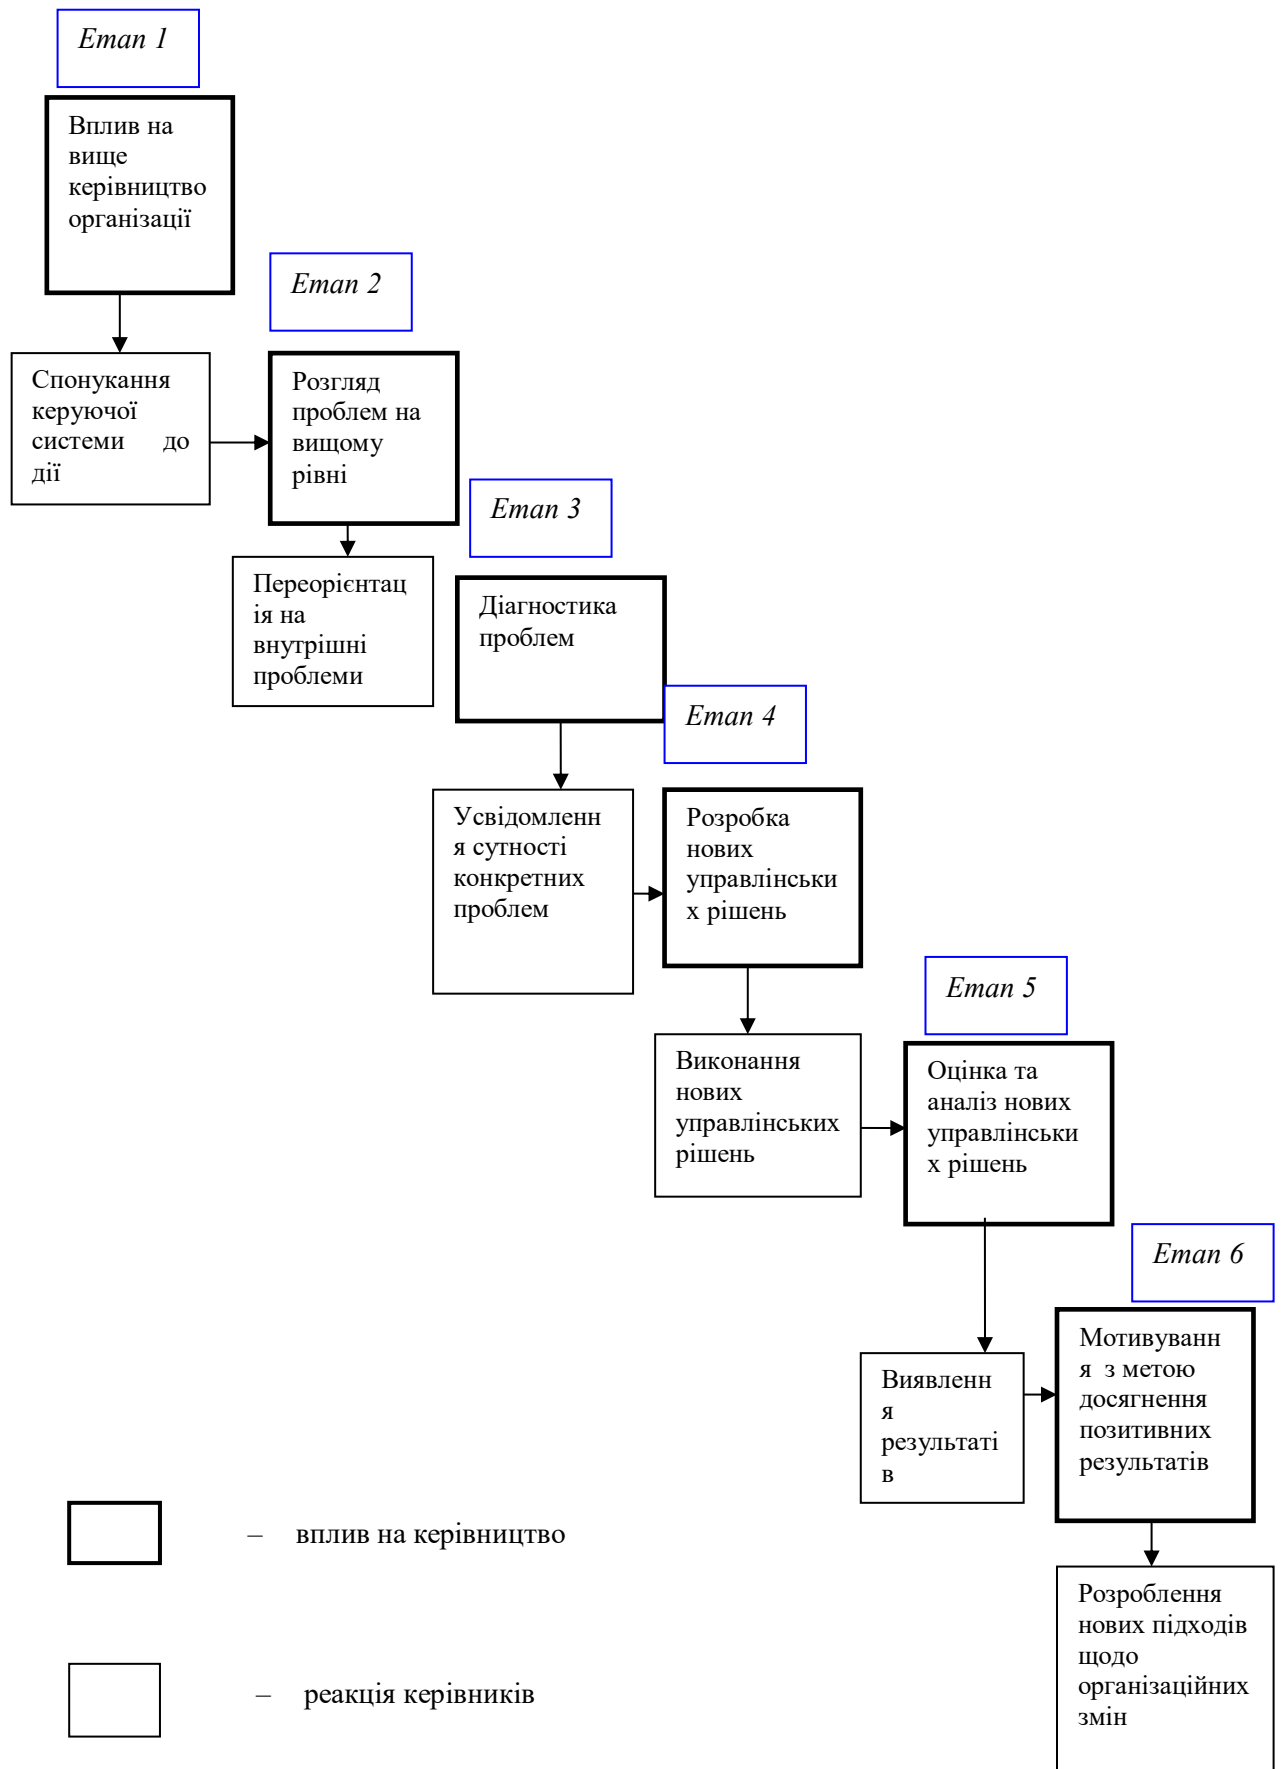 Етап 1
Вплив на
вище
керівництво
організації
Етап 2
Спонукання
керуючої
системи до
дії
Розгляд
проблем на
вищому
рівні
Етап 3
Переорієнтац
ія на
внутрішні
проблеми
Діагностика
проблем
Етап 4
Усвідомленн
я сутності
конкретних
проблем
Розробка
нових
управлінськи
х рішень
Етап 5
Виконання
нових
управлінських
рішень
Оцінка та
аналіз нових
управлінськи
х рішень
Етап 6
Виявленн
я
результаті
в
Мотивуванн
я з метою
досягнення
позитивних
результатів
– вплив на керівництво
Розроблення
нових підходів
щодо
організаційних
змін
– реакція керівників